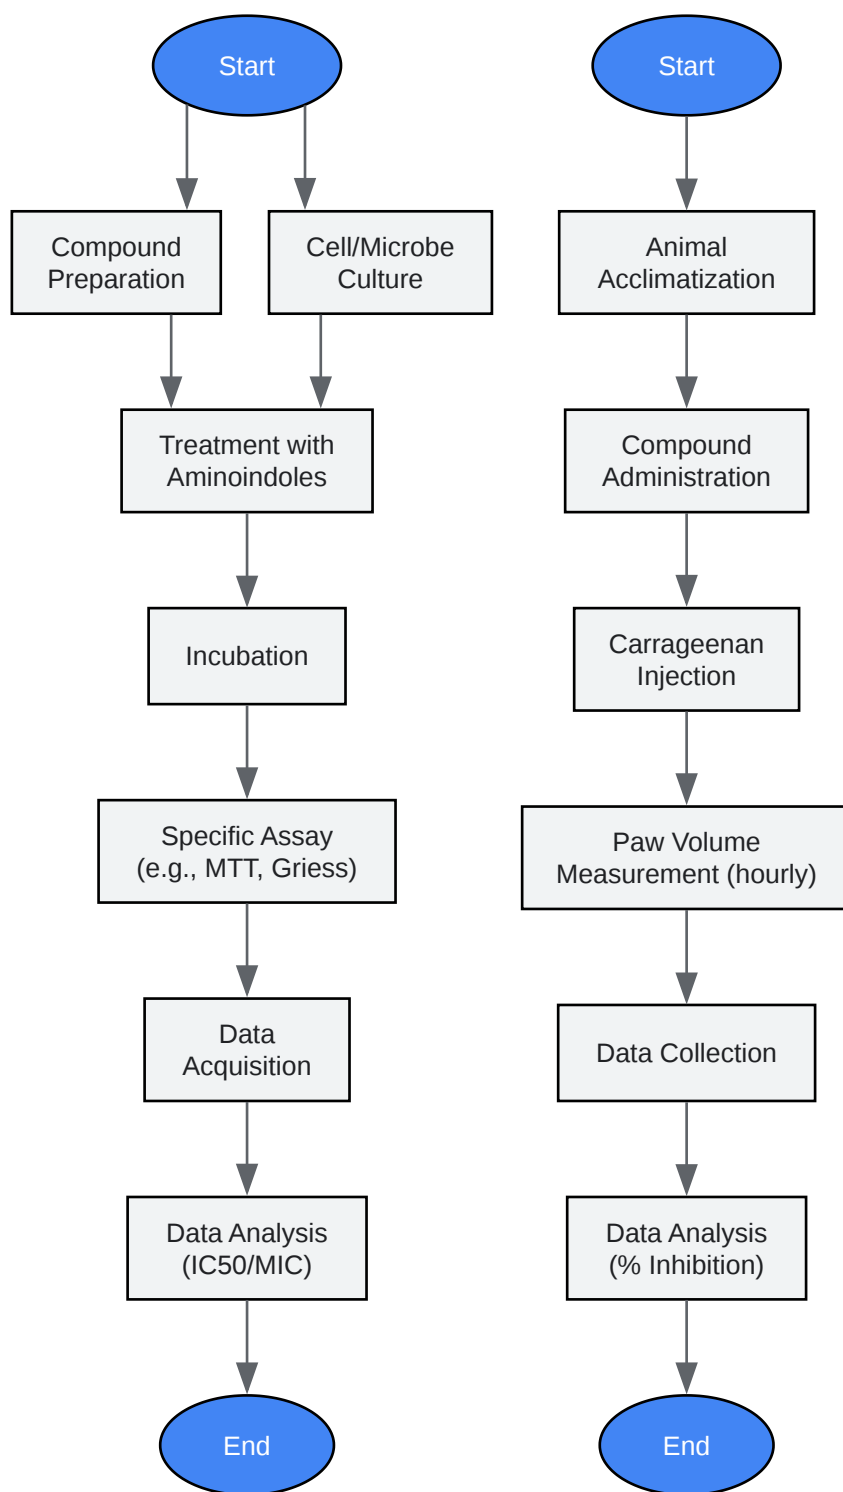 Start
Compound
Preparation
Cell/Microbe
Culture
Treatment with
Aminoindoles
Incubation
Specific Assay
(e.g., MTT, Griess)
Data
Acquisition
Data Analysis
(IC50/MIC)
End
Start
Animal
Acclimatization
Compound
Administration
Carrageenan
Injection
Paw Volume
Measurement (hourly)
Data Collection
Data Analysis
(% Inhibition)
End